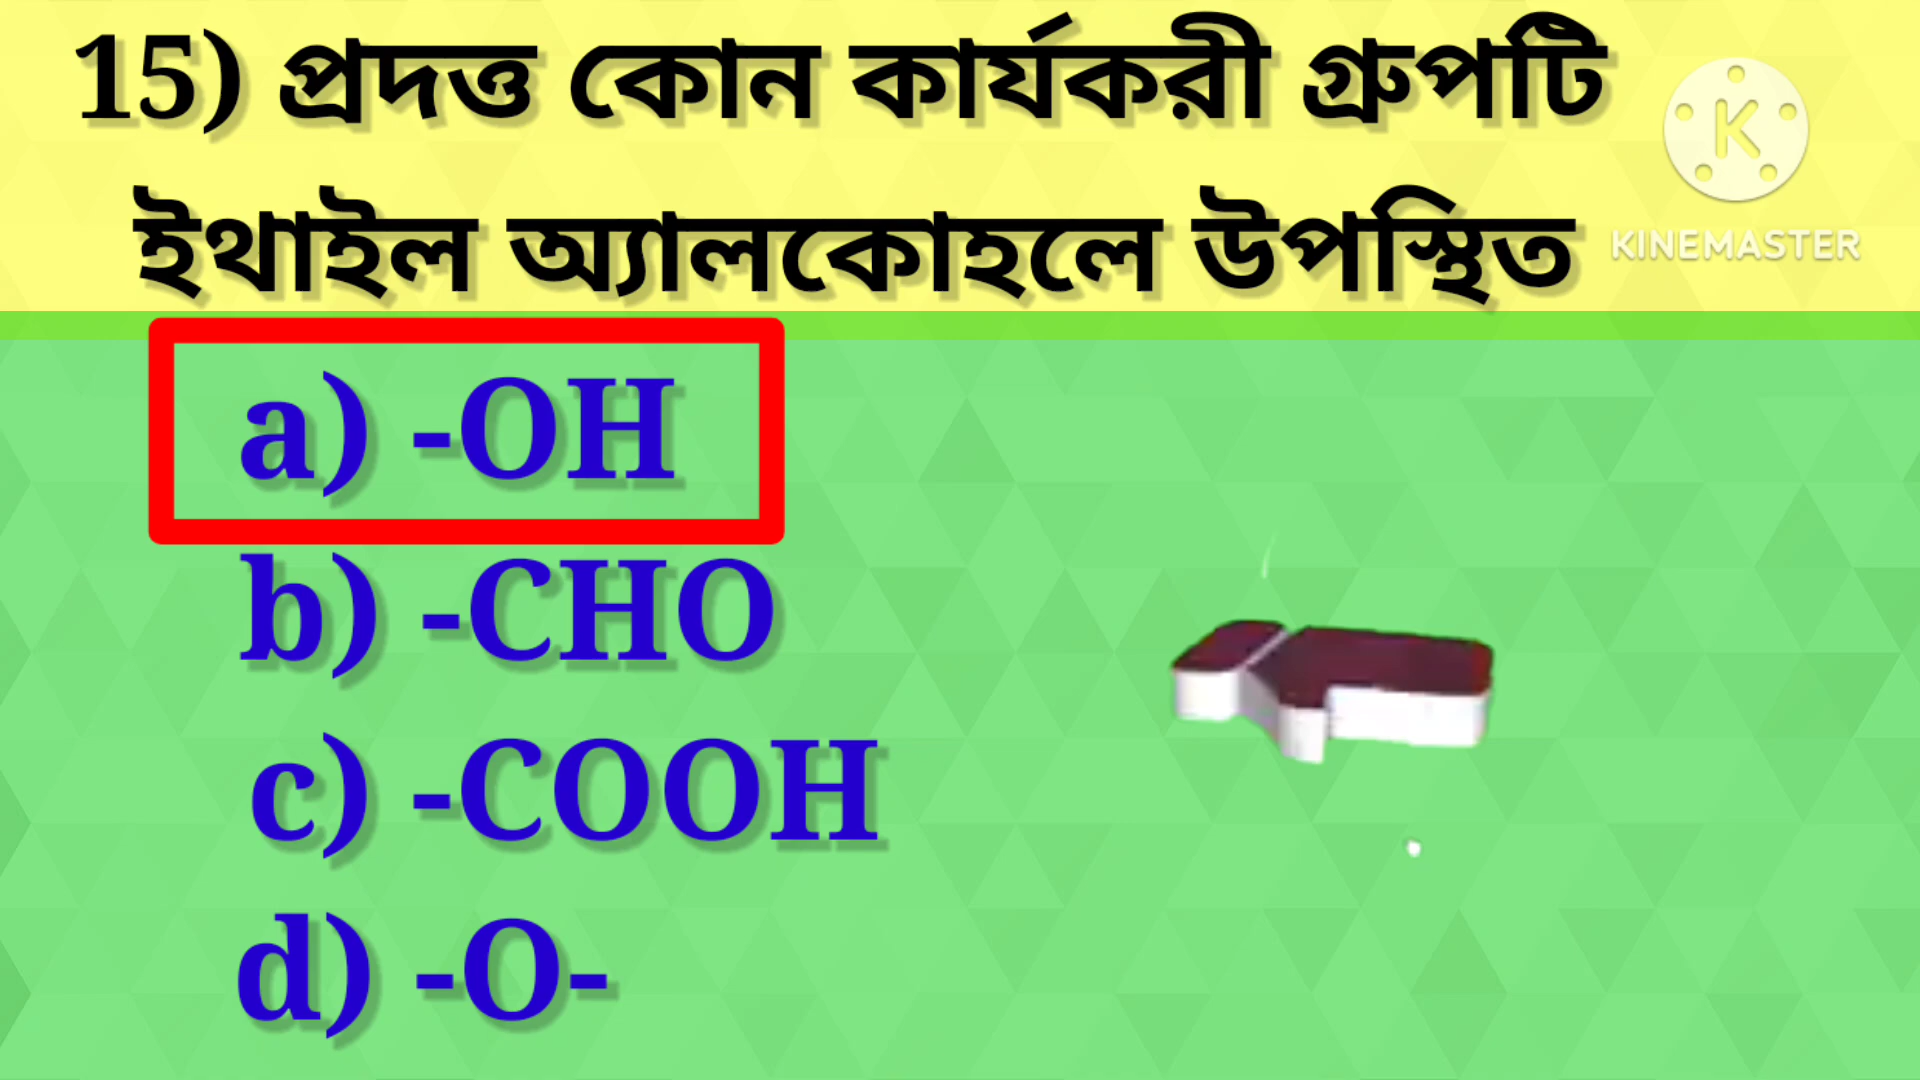 15) প্রদত্ত কোন কার্যকরী গ্রুপটি
ইথাইল অ্যালকোহলে উপস্থিত
K
KINEMASTER
a) -OH
b) -CHO
c) -COOH
d) -O-